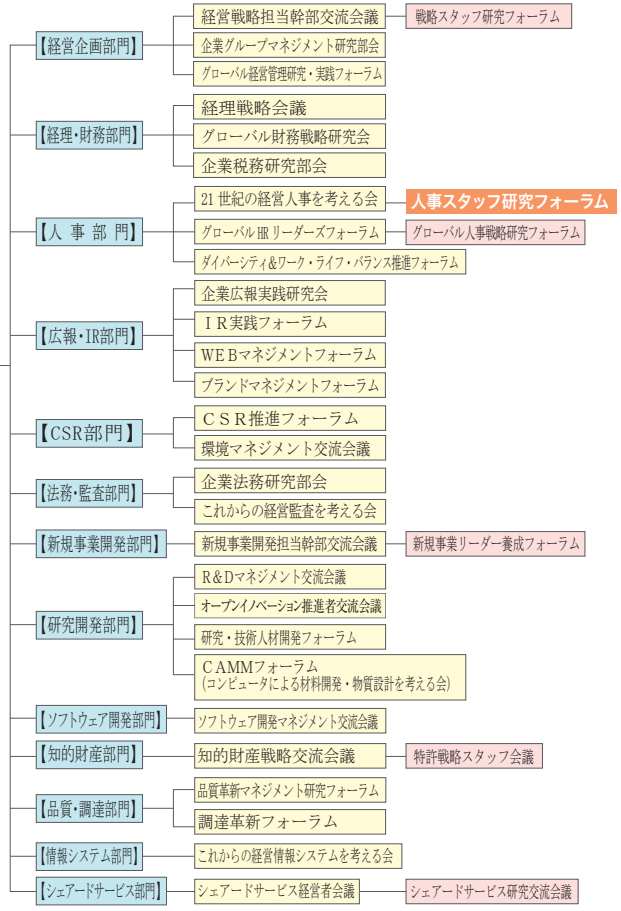 【経営企画部門】
経営戦略担当幹部交流会議
戦略スタッフ研究フォーラム
企業グループマネジメント研究部会
グローバル経営管理研究・実践フォーラム
【経理・財務部門】
経理戦略会議
グローバル財務戦略研究会
企業税務研究部会
【人事部門】
21世紀の経営人事を考える会
人事スタッフ研究フォーラム
グローバルHRリーダーズフォーラム
グローバル人事戦略研究フォーラム
ダイバーシティ&ワーク・ライフ・バランス推進フォーラム
【広報・IR部門】
企業広報実践研究会
IR実践フォーラム
WEBマネジメントフォーラム
ブランドマネジメントフォーラム
【CSR部門】
CSR推進フォーラム
環境マネジメント交流会議
【法務・監査部門】
企業法務研究部会
これからの経営監査を考える会
【新規事業開発部門】
新規事業開発担当幹部交流会議
新規事業リーダー養成フォーラム
【研究開発部門】
R&Dマネジメント交流会議
オープンイノベーション推進者交流会議
研究・技術人材開発フォーラム
CAMMフォーラム
(コンピュータによる材料開発・物質設計を考える会)
【ソフトウェア開発部門】
ソフトウェア開発マネジメント交流会議
【知的財産部門】
知的財産戦略交流会議
特許戦略スタッフ会議
【品質・調達部門】
品質革新マネジメント研究フォーラム
調達革新フォーラム
【情報システム部門】
これからの経営情報システムを考える会
【シェアードサービス部門】
シェアードサービス経営者会議
シェアードサービス研究交流会議